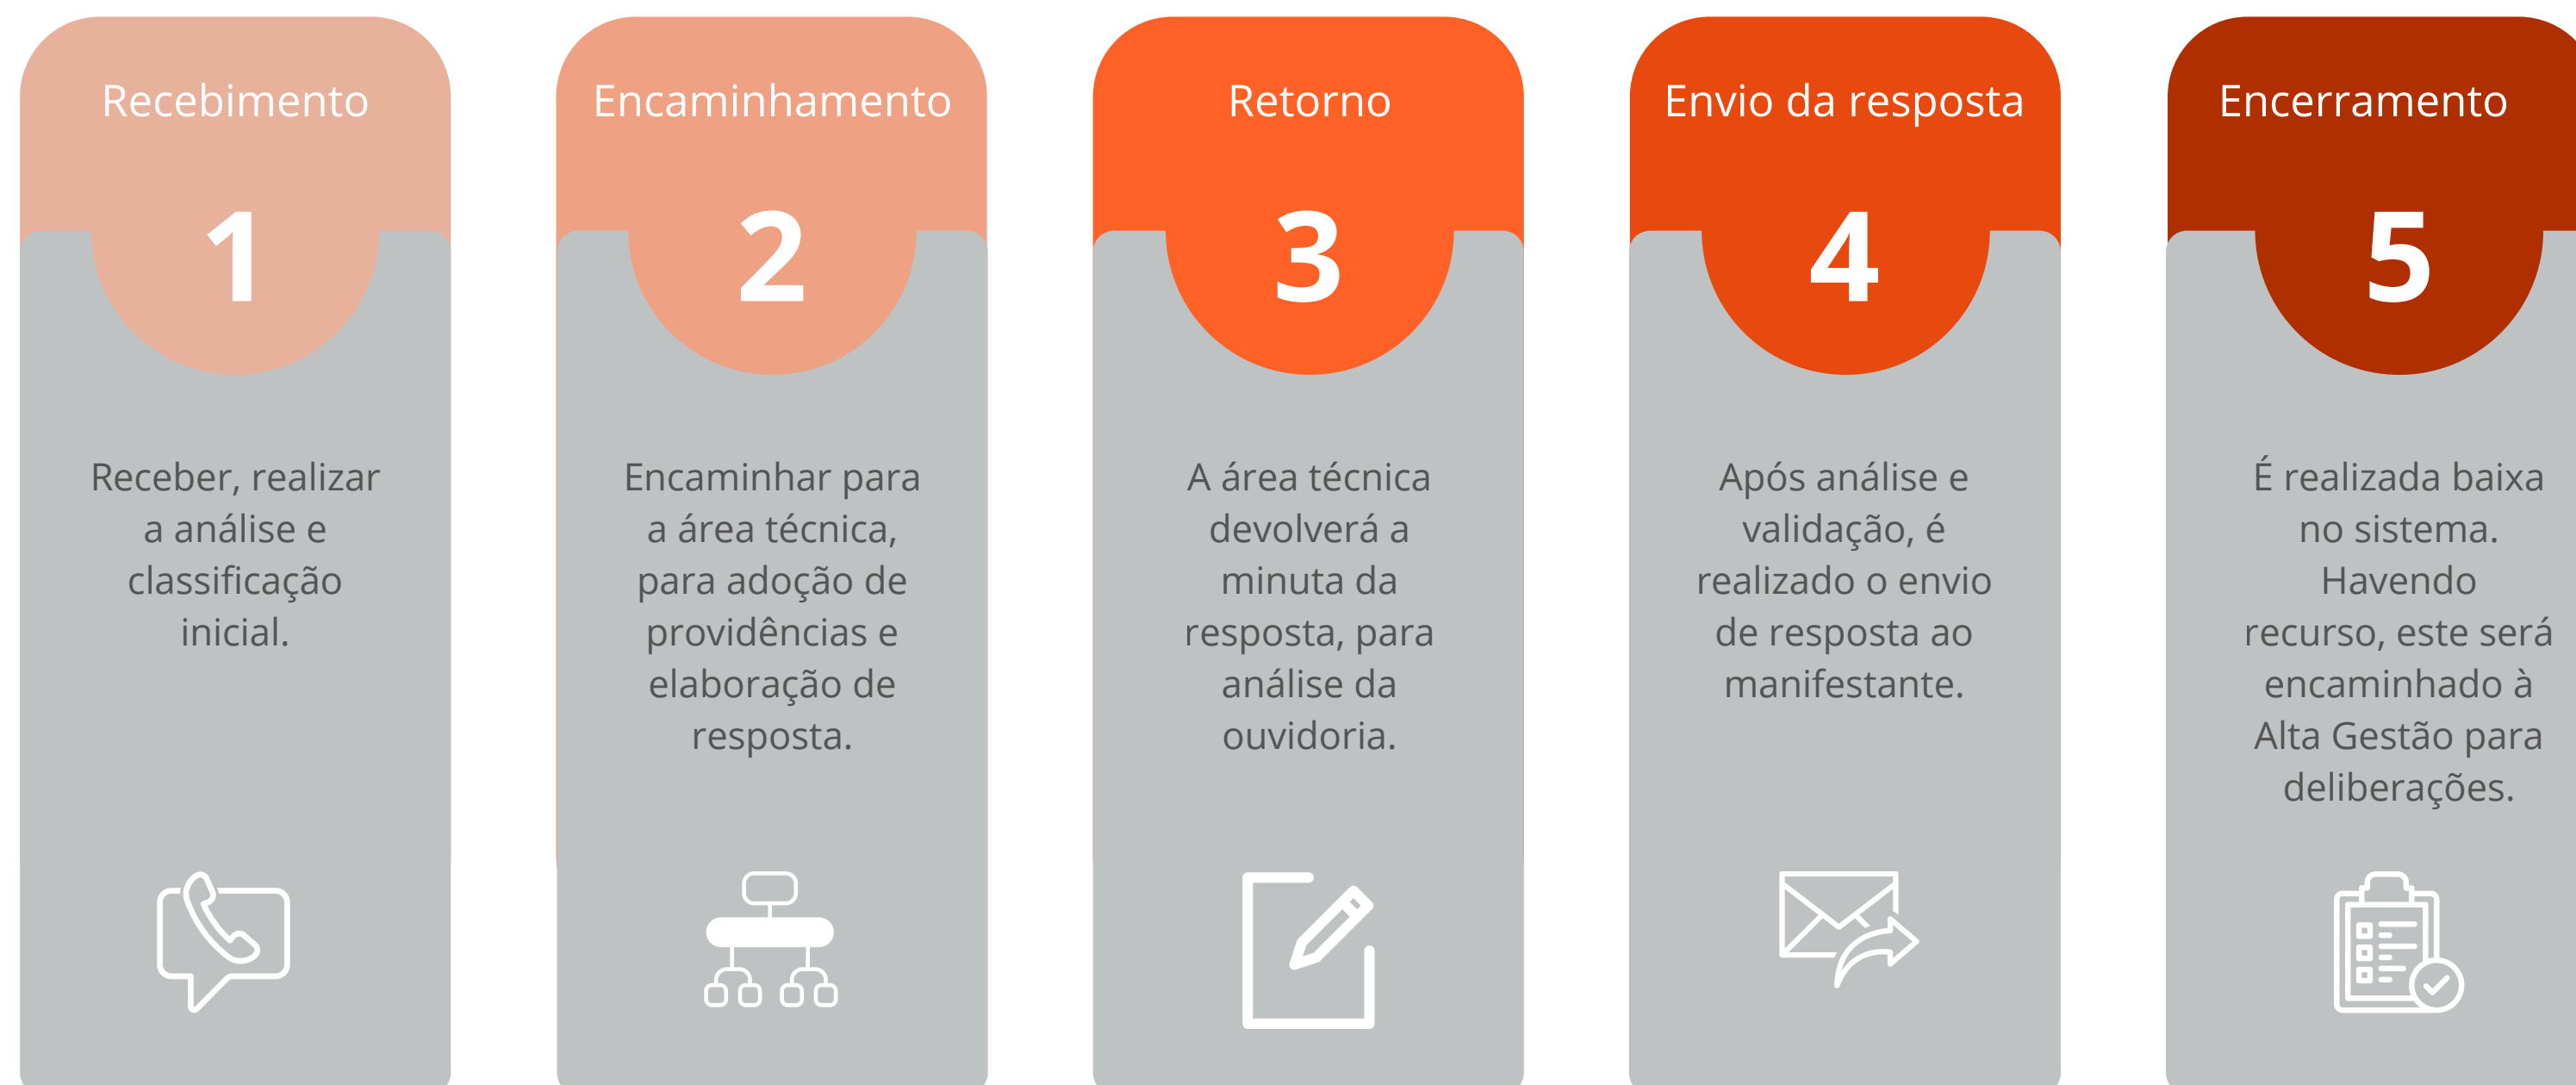 Recebimento
1
Receber, realizar
a análise e
classificação
inicial.
Encaminhamento
2
Encaminhar para
a área técnica,
para adoção de
providências e
elaboração de
resposta.
Retorno
3
A área técnica
devolverá a
minuta da
resposta, para
análise da
ouvidoria.
Envio da resposta
4
Após análise e
validação, é
realizado o envio
de resposta ao
manifestante.
Encerramento
5
É realizada baixa
no sistema.
Havendo
recurso, este será
encaminhado à
Alta Gestão para
deliberações.